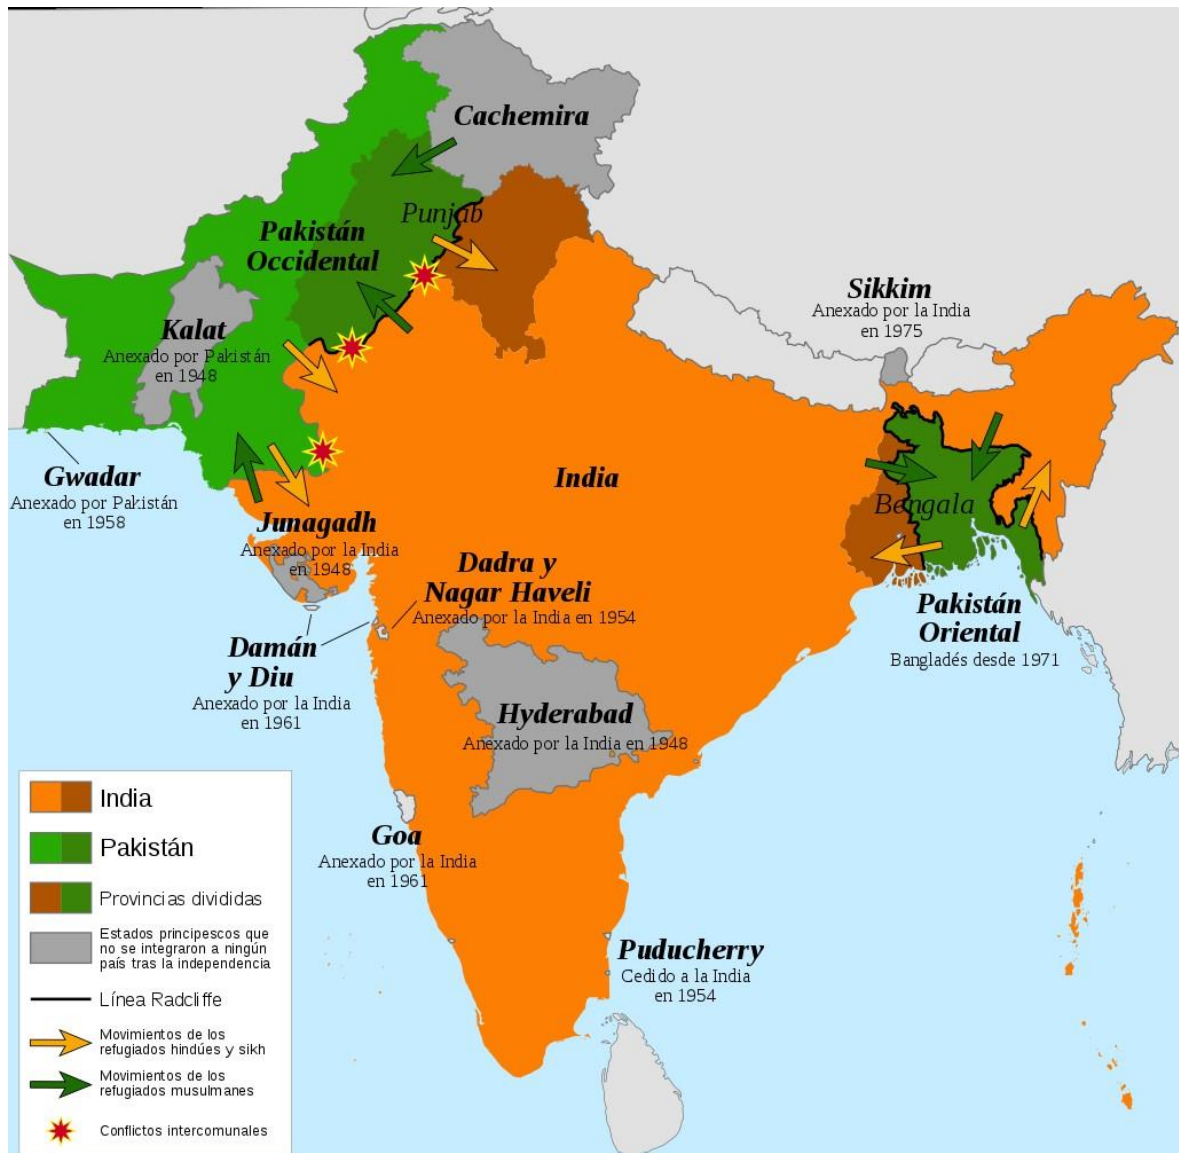 Cachemira
Punjab
Pakistán
Occidental
Kalat
Anexado por Pakistán
en 1948
Sikkim
Anexado por la India
en 1975
Gwadar
Anexado por Pakistán
en 1958
India
Bengala
Junagadh
Anexado por la India
en 1948
Dadra y
Nagar Haveli
Anexado por la India en 1954
Damán
y Diu
Anexado por la India
en 1961
Pakistán
Oriental
Bangladés desde 1971
Hyderabad
Anexado por la India en 1948
Goa
Anexado por la India
en 1961
Puducherry
Cedido a la India
en 1954
India
Pakistán
Provincias divididas
Estados principescos que
no se integraron a ningún
país tras la independencia
Línea Radcliffe
Movimientos de los
refugiados hindúes y sikh
Movimientos de los
refugiados musulmanes
Conflictos intercomunales